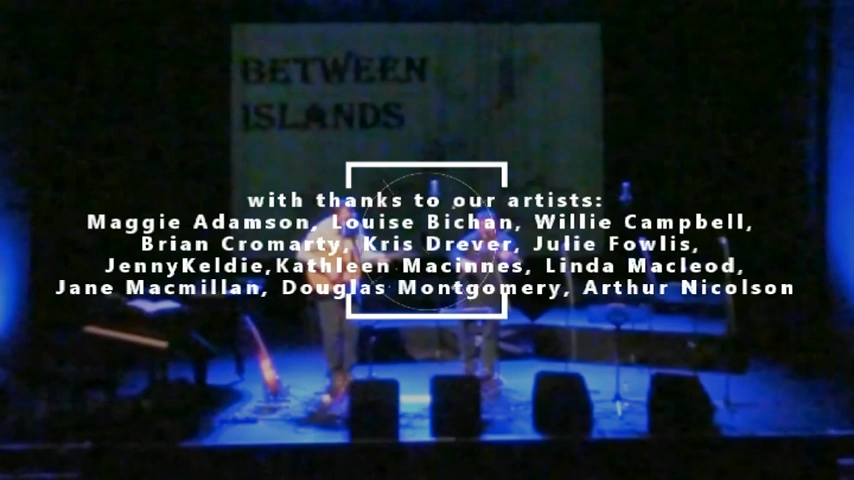 BETWEEN
ISLANDS
with thanks to our artists:
Maggie Adamson, Louise Bichan, Willie Campbell,
Brian Cromarty, Kris Drever, Julie Fowlis,
JennyKeldie,Kathleen Macinnes, Linda Macleod,
Jane Macmillan, Douglas Montgomery, Arthur Nicolson